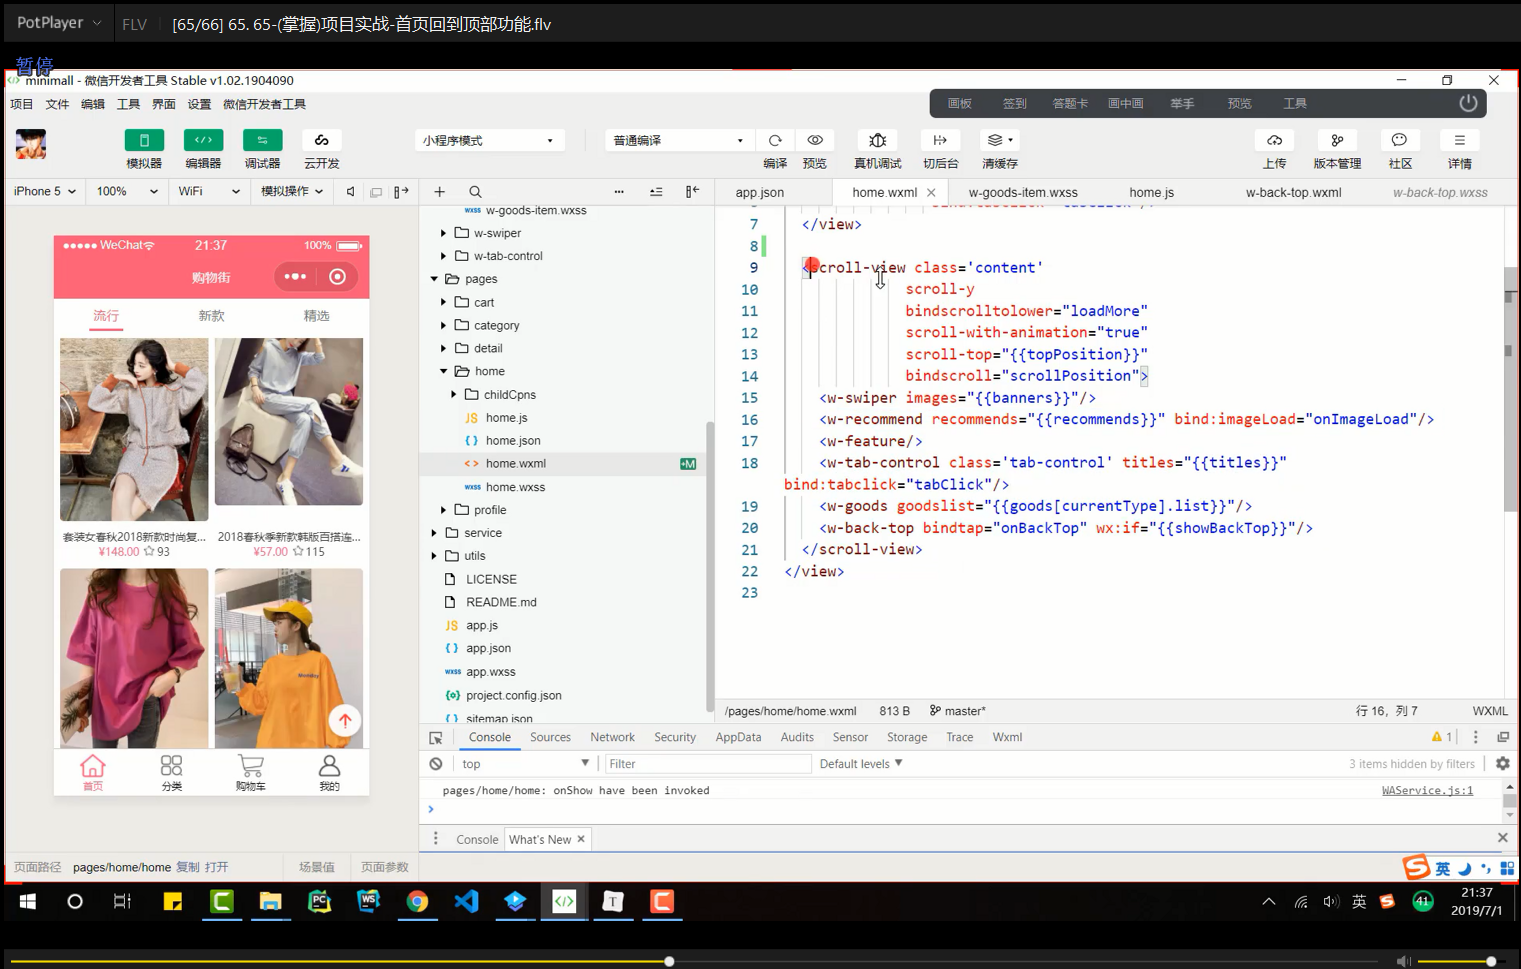 PotPlayer FLV [65/66] 65. 65-(掌握)项目实战-首页回到顶部功能.flv
暂停
minimall - 微信开发者工具 Stable v1.02.1904090
项目 文件 编辑 工具 界面 设置 微信开发者工具
画板 签到 答题卡 画中画 举手 预览 工具
小程序模式 普通编译
模拟器 编辑器 调试器 云开发 编译 预览 真机调试 切后台 清缓存 上传 版本管理 社区 详情
iPhone 5 100% WiFi 模拟操作
app.json home.wxml w-goods-item.wxss home.js w-back-top.wxml w-back-top.wxss
WeChat 21:37 100%
购物街
流行 新款 精选
套装女春秋2018新款时尚复...
¥148.00 93
2018春秋季新款韩版百搭连...
¥57.00 115
Monday
首页 分类 购物车 我的
页面路径 pages/home/home 复制 打开 场景值 页面参数
wxss w-goods-item.wxss
w-swiper
w-tab-control
pages
cart
category
detail
home
childCpns
JS home.js
{ } home.json
<> home.wxml +M
wxss home.wxss
profile
service
utils
LICENSE
README.md
JS app.js
{ } app.json
wxss app.wxss
project.config.json
{ } sitemap.json
7 </view>
8
9 <scroll-view class='content'
10 scroll-y
11 bindscrolltolower="loadMore"
12 scroll-with-animation="true"
13 scroll-top="{{topPosition}}"
14 bindscroll="scrollPosition">
15 <w-swiper images="{{banners}}"/>
16 <w-recommend recommends="{{recommends}}" bind:imageLoad="onImageLoad"/>
17 <w-feature/>
18 <w-tab-control class='tab-control' titles="{{titles}}"
bind:tabclick="tabClick"/>
19 <w-goods goodslist="{{goods[currentType].list}}"/>
20 <w-back-top bindtap="onBackTop" wx:if="{{showBackTop}}"/>
21 </scroll-view>
22 </view>
23
/pages/home/home.wxml 813 B master* 行 16，列 7 WXML
Console Sources Network Security AppData Audits Sensor Storage Trace Wxml 1
top Filter Default levels 3 items hidden by filters
pages/home/home: onShow have been invoked WAService.js:1
>
Console What's New
英
PC WS T 英 41
21:37
2019/7/1